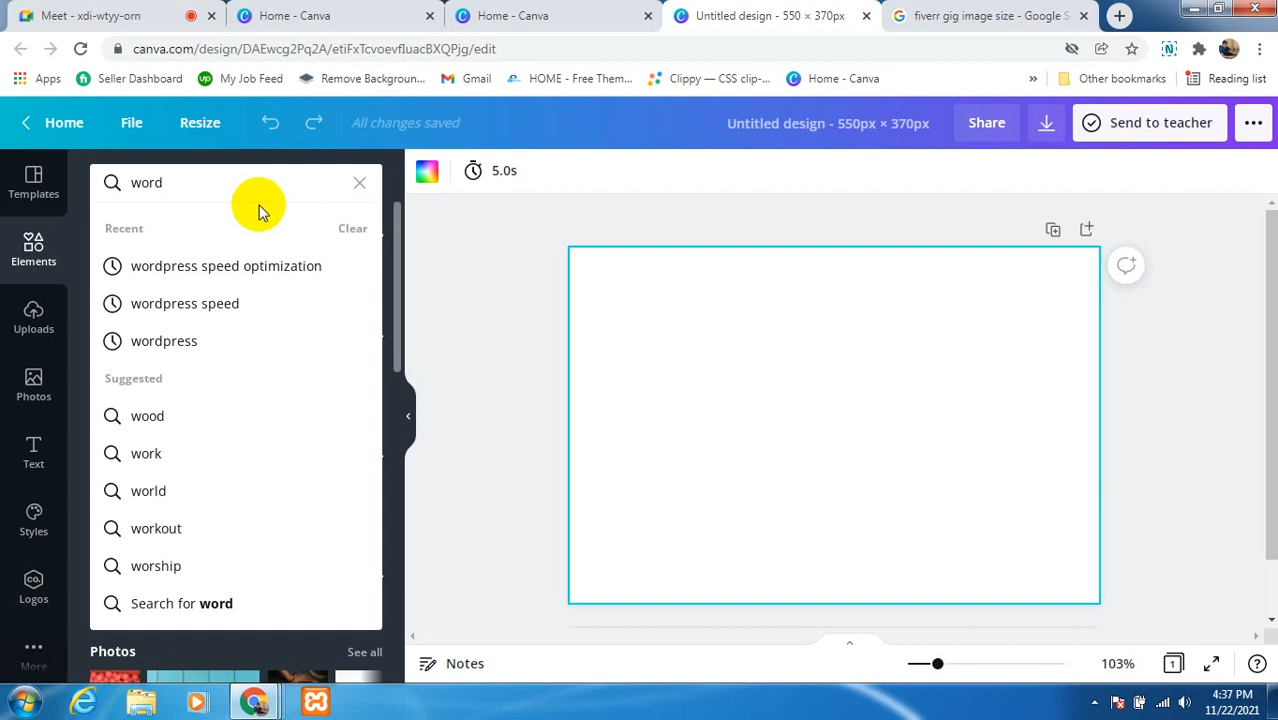 Meet - xdi-wtyy-orn
Home - Canva
Home - Canva
Untitled design - 550 × 370px
fiverr gig image size - Google S
canva.com/design/DAEwcg2Pq2A/etiFxTcvoevfluacBXQPjg/edit
Apps
Seller Dashboard
My Job Feed
Remove Background...
Gmail
HOME - Free Them...
Clippy — CSS clip-...
Home - Canva
»
Other bookmarks
Reading list
Home
File
Resize
All changes saved
Untitled design - 550px × 370px
Share
Send to teacher
Templates
Elements
Uploads
Photos
Text
Styles
CO.
Logos
More
word
Recent
Clear
wordpress speed optimization
wordpress speed
wordpress
Suggested
wood
work
world
workout
worship
Search for word
Photos
See all
5.0s
Notes
103%
1
4:37 PM
11/22/2021